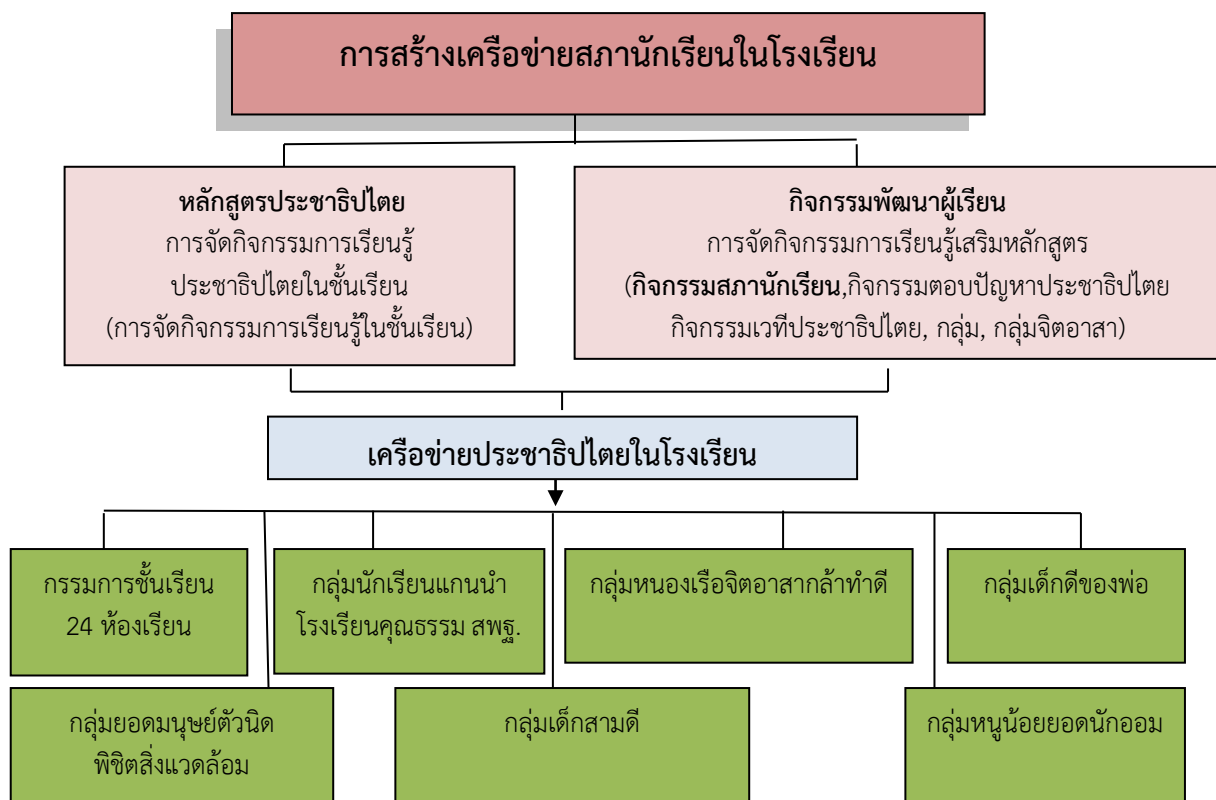 การสร้างเครือข่ายสภานักเรียนในโรงเรียน
หลักสูตรประชาธิปไตย
การจัดกิจกรรมการเรียนรู้
ประชาธิปไตยในชั้นเรียน
(การจัดกิจกรรมการเรียนรู้ในชั้นเรียน)
กิจกรรมพัฒนาผู้เรียน
การจัดกิจกรรมการเรียนรู้เสริมหลักสูตร
(กิจกรรมสภานักเรียน,กิจกรรมตอบปัญหาประชาธิปไตย
กิจกรรมเวทีประชาธิปไตย, กลุ่ม, กลุ่มจิตอาสา)
เครือข่ายประชาธิปไตยในโรงเรียน
กรรมการชั้นเรียน
24 ห้องเรียน
กลุ่มนักเรียนแกนนำ
โรงเรียนคุณธรรม สพฐ.
กลุ่มหนองเรือจิตอาสากล้าทำดี
กลุ่มเด็กดีของพ่อ
กลุ่มยอดมนุษย์ตัวนิด
พิชิตสิ่งแวดล้อม
กลุ่มเด็กสามดี
กลุ่มหนูน้อยยอดนักออม